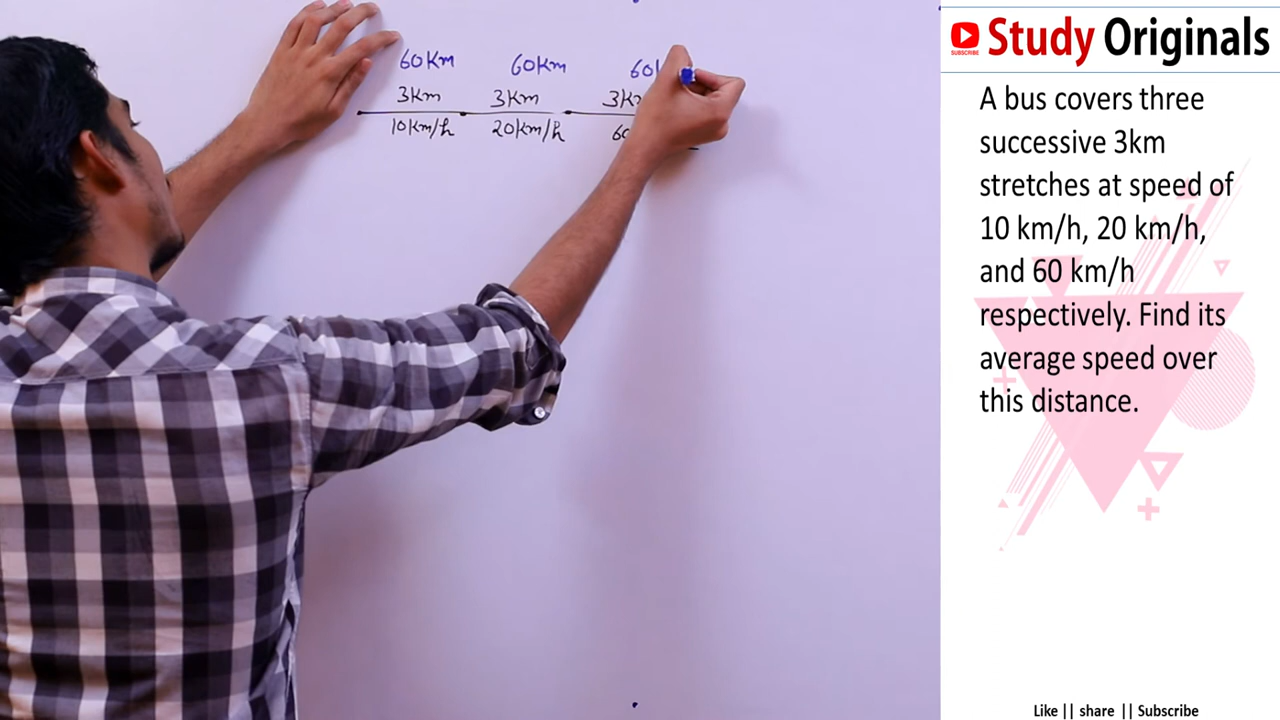 60Km 60Km
3Km 3Km
10Km/h 20Km/h
SUBSCRIBE
Study Originals
A bus covers three
successive 3km
stretches at speed of
10 km/h, 20 km/h,
and 60 km/h
respectively. Find its
average speed over
this distance.
Like || share || Subscribe